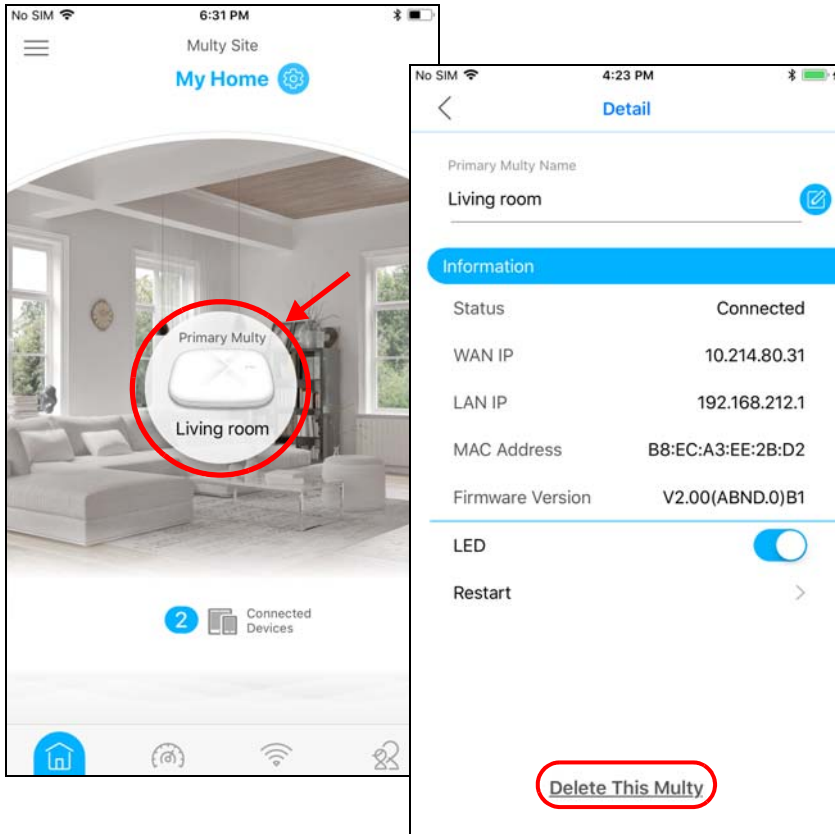 No SIM 6:31 PM
Multy Site
My Home
Primary Multy
Living room
2 Connected
Devices
No SIM 4:23 PM
Detail
Primary Multy Name
Living room
Information
Status Connected
WAN IP 10.214.80.31
LAN IP 192.168.212.1
MAC Address B8:EC:A3:EE:2B:D2
Firmware Version V2.00(ABND.0)B1
LED
Restart
Delete This Multy